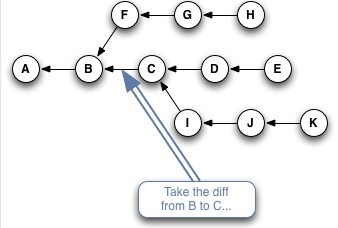 F G H
A B C D E
I J K
Take the diff
from B to C...